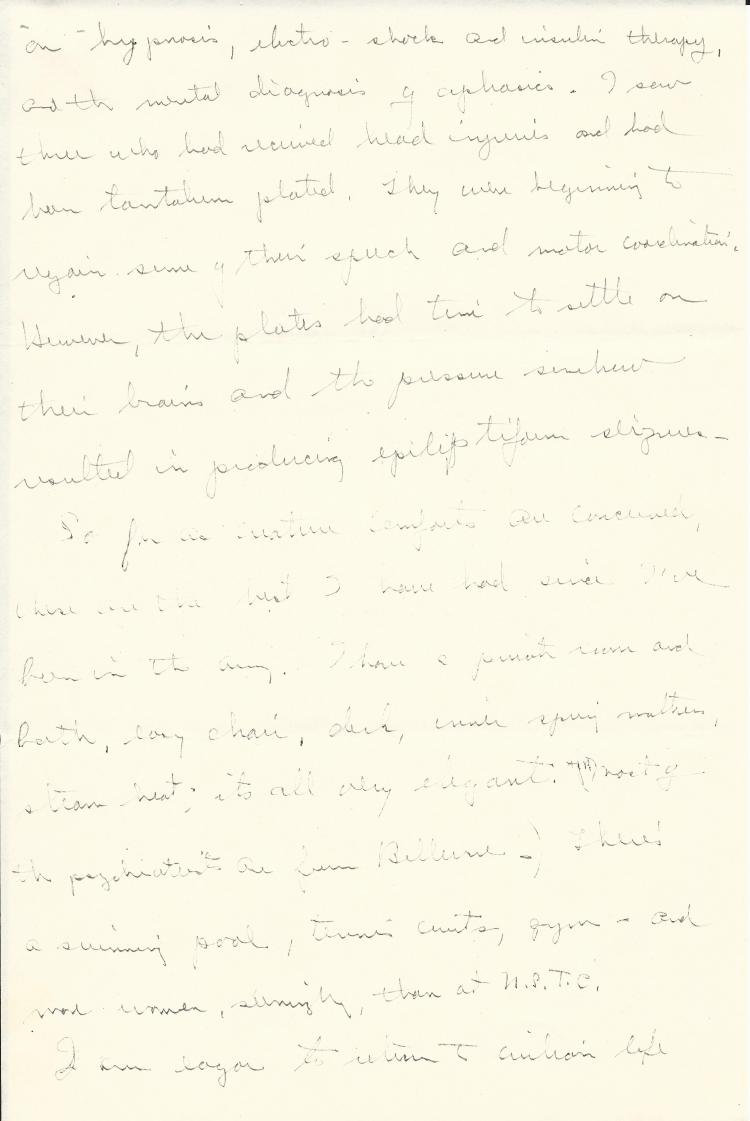 on hypnosis, electro-shock and insulin therapy,
and the mental diagnosis of aphasics. I saw
three who had received head injuries and had
been tantalum plated. They were beginning to
regain some of their speech and motor coordination.
However, the plates had time to settle on
their brains and the pressure somehow
resulted in producing epileptiform seizures -
So far as creature comforts are concerned,
these are the best I have had since I've
been in the army. I have a private room and
bath, easy chair, desk, inner spring mattress,
steam heat; it's all very elegant. (Most of
the psychiatrists are from Bellevue -) There's
a swimming pool, tennis courts, gym - and
more women, seemingly, than at N.S.T.C.
I am eager to return to civilian life